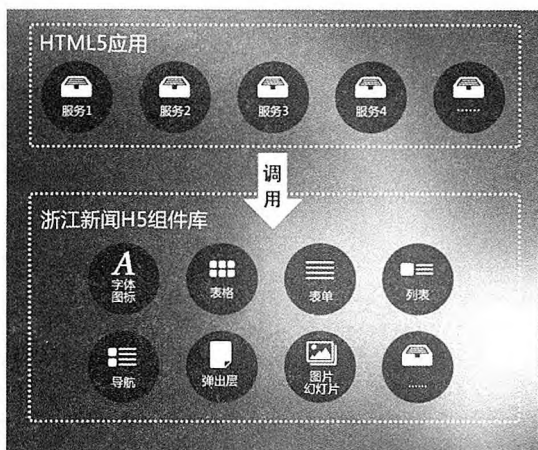 HTML5应用
服务1
服务2
服务3
服务4
......
调
用
浙江新闻H5组件库
A
字体
图标
表格
表单
列表
导航
弹出层
图片
幻灯片
......